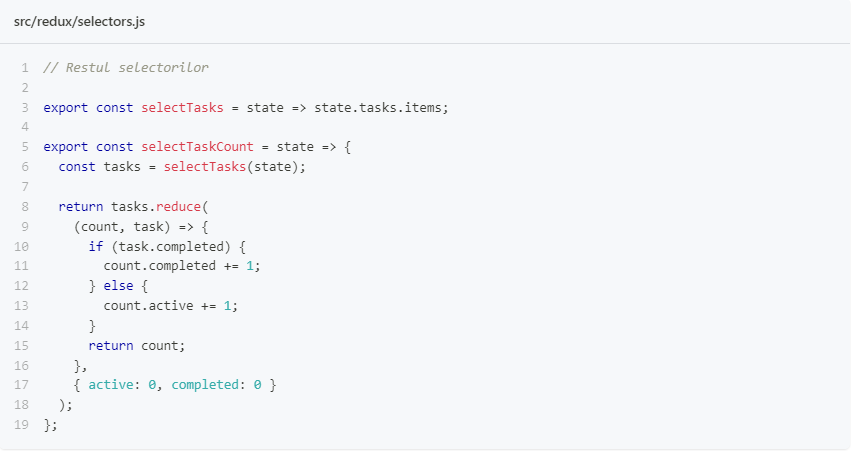 src/redux/selectors.js
1 // Restul selectorilor
2
3 export const selectTasks = state => state.tasks.items;
4
5 export const selectTaskCount = state => {
6   const tasks = selectTasks(state);
7
8   return tasks.reduce(
9     (count, task) => {
10       if (task.completed) {
11         count.completed += 1;
12       } else {
13         count.active += 1;
14       }
15       return count;
16     },
17     { active: 0, completed: 0 }
18   );
19 };